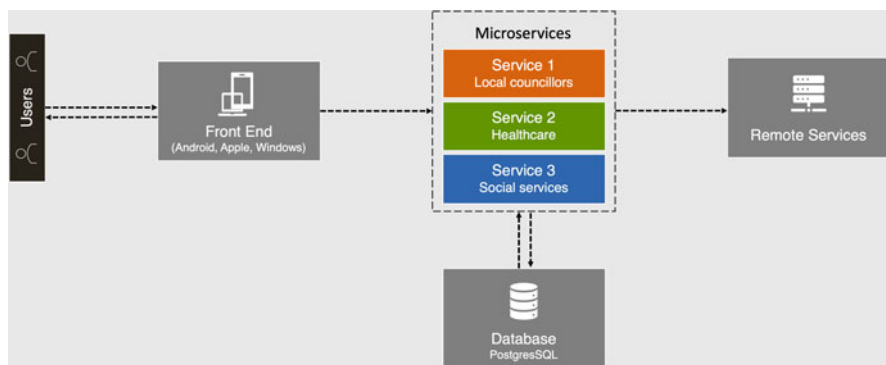 Users
Front End
(Android, Apple, Windows)
Microservices
Service 1
Local councillors
Service 2
Healthcare
Service 3
Social services
Remote Services
Database
PostgresSQL